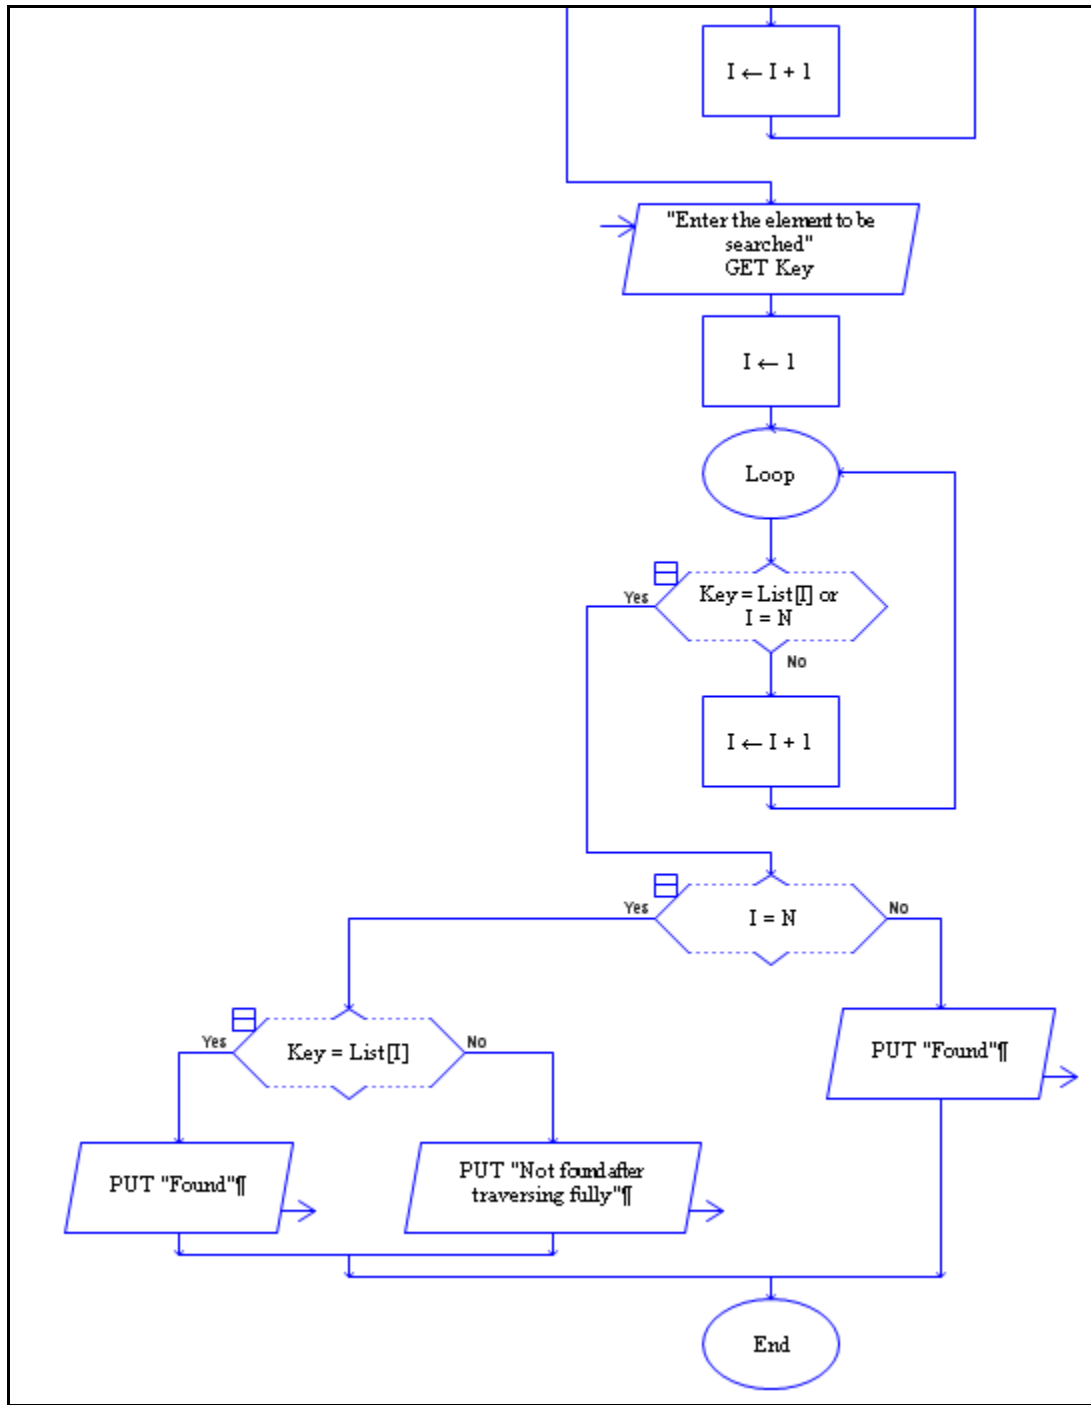 I ← I + 1
"Enter the element to be
searched"
GET Key
I ← 1
Loop
Key = List[I] or
I = N
Yes
No
I ← I + 1
I = N
Yes
No
Key = List[I]
Yes
No
PUT "Found"¶
PUT "Found"¶
PUT "Not found after
traversing fully"¶
End